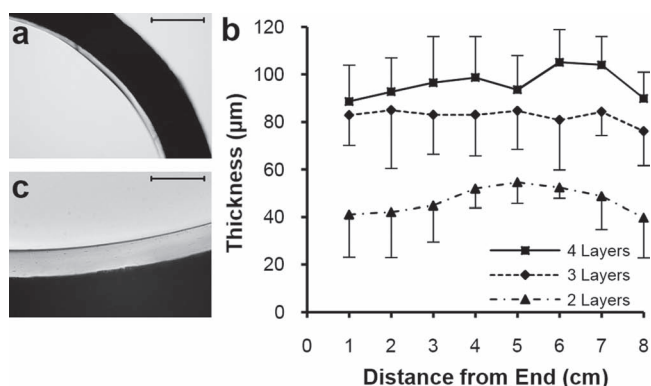 a
b
c
Thickness (µm)
120
100
80
60
40
20
0
4 Layers
3 Layers
2 Layers
0 1 2 3 4 5 6 7 8
Distance from End (cm)